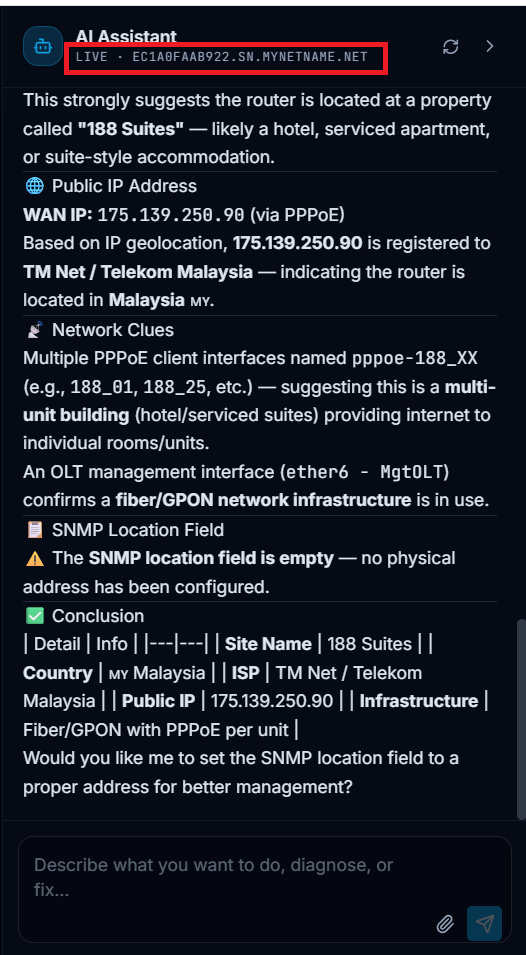 AI Assistant
LIVE · EC1A0FAAB922.SN.MYNETNAME.NET
This strongly suggests the router is located at a property
called "188 Suites" — likely a hotel, serviced apartment,
or suite-style accommodation.
🌐 Public IP Address
WAN IP: 175.139.250.90 (via PPPoE)
Based on IP geolocation, 175.139.250.90 is registered to
TM Net / Telekom Malaysia — indicating the router is
located in Malaysia MY.
📡 Network Clues
Multiple PPPoE client interfaces named pppoe-188_XX
(e.g., 188_01, 188_25, etc.) — suggesting this is a multi-
unit building (hotel/serviced suites) providing internet to
individual rooms/units.
An OLT management interface (ether6 - MgtOLT)
confirms a fiber/GPON network infrastructure is in use.
📋 SNMP Location Field
⚠️ The SNMP location field is empty — no physical
address has been configured.
✅ Conclusion
| Detail | Info | |---|---| | Site Name | 188 Suites | |
Country | MY Malaysia | | ISP | TM Net / Telekom
Malaysia | | Public IP | 175.139.250.90 | | Infrastructure |
Fiber/GPON with PPPoE per unit |
Would you like me to set the SNMP location field to a
proper address for better management?
Describe what you want to do, diagnose, or
fix...